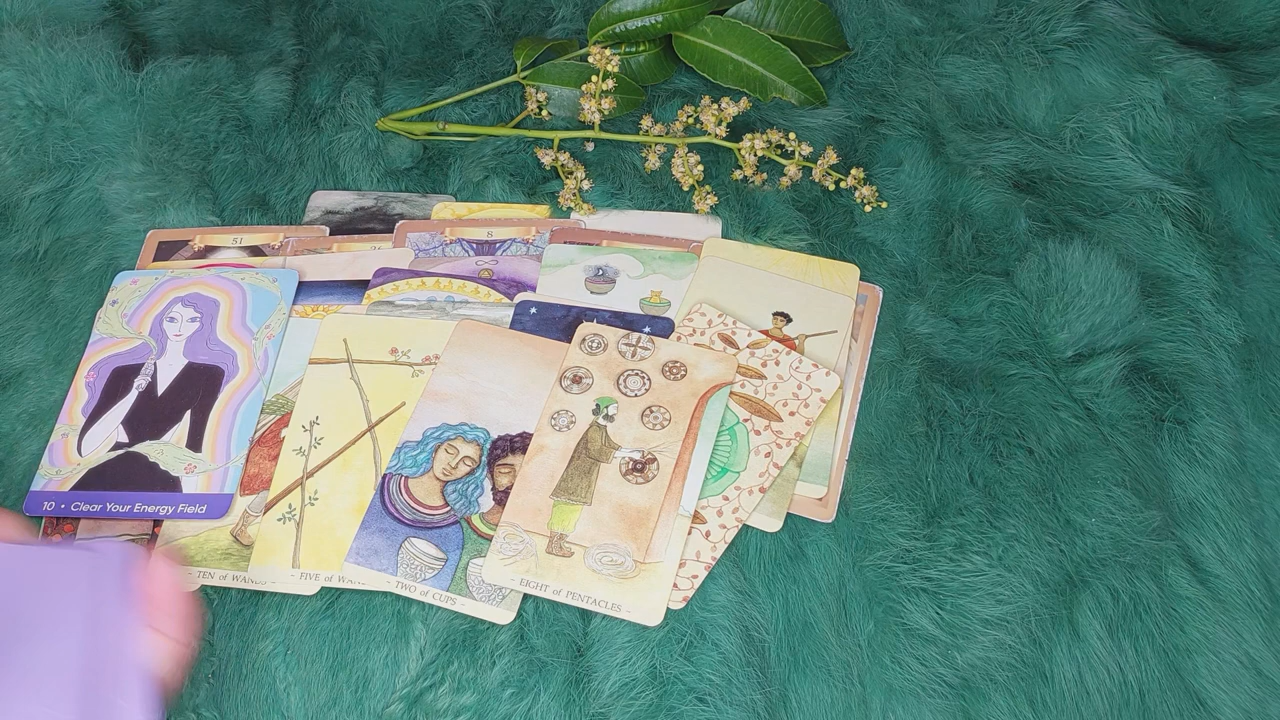 51
8
10 • Clear Your Energy Field
- TEN of WANDS -
- FIVE of WA
- TWO of CUPS -
- EIGHT of PENTACLES -